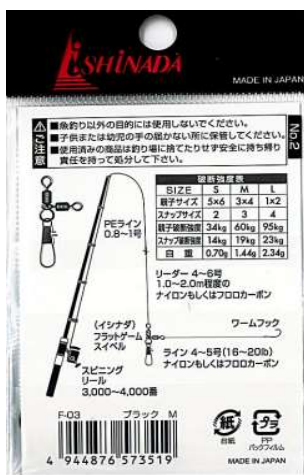 ISHINADA
MADE IN JAPAN
⚠ご注意
■魚釣り以外の目的には使用しないでください。
■子供または幼児の手の届かない所に保管してください。
■使用済みの商品は釣り場に捨てたりせず安全に持ち帰り
責任を持って処分して下さい。
NO.2
破断強度表
SIZE S M L
親子サイズ 5×6 3×4 1×2
スナップサイズ 2 3 4
親子破断強度 34kg 60kg 95kg
スナップ破断強度 14kg 19kg 23kg
自重 0.70g 1.44g 2.34g
PEライン
0.8~1号
リーダー 4~6号
1.0~2.0m程度の
ナイロンもしくはフロロカーボン
ワームフック
(イシナダ)
フラットゲーム
スイベル
ライン 4~5号(16~20lb)
ナイロンもしくはフロロカーボン
スピニング
リール
3,000~4,000番
F-03 ブラック M
4 944876 573519
紙
台紙
プラ
PP
バックフィルム
MADE IN JAPAN